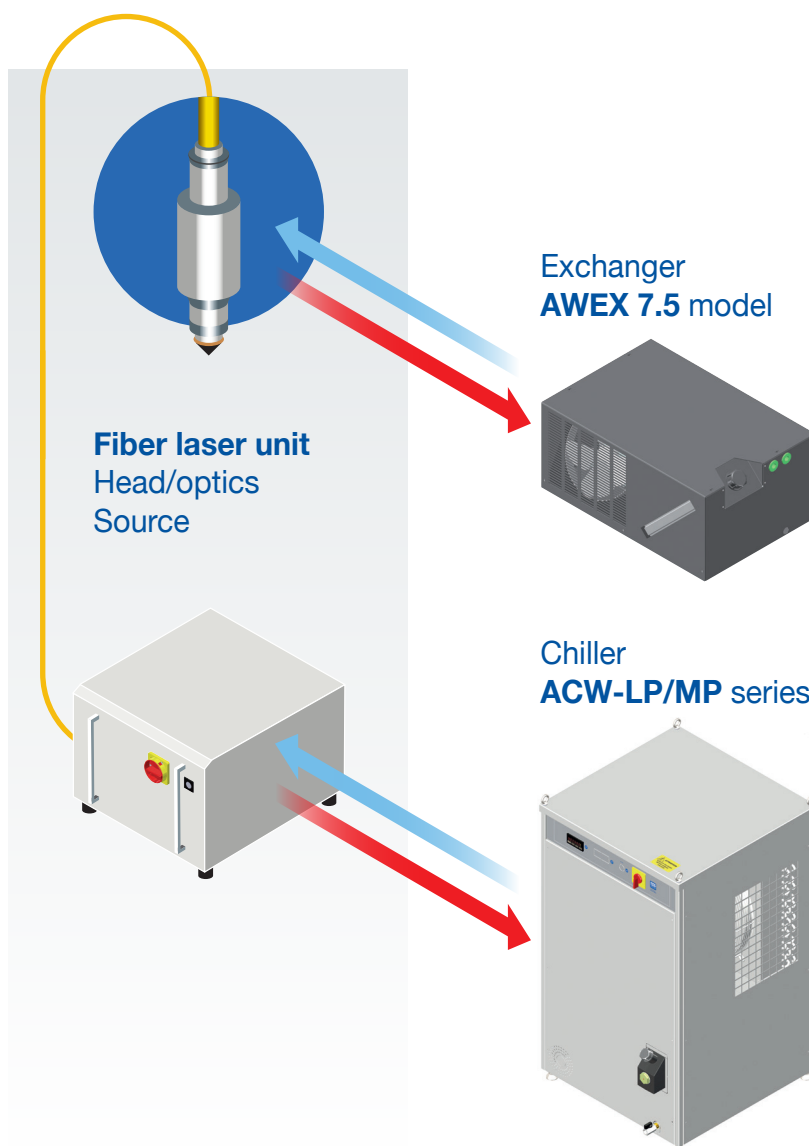 Exchanger
AWEX 7.5 model
Fiber laser unit
Head/optics
Source
Chiller
ACW-LP/MP series